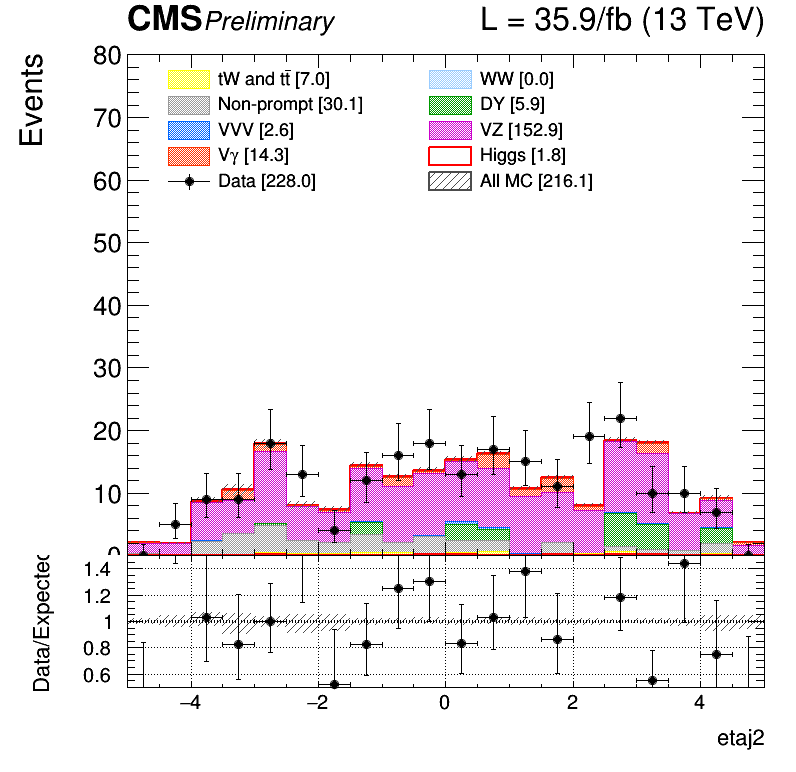 CMS Preliminary L = 35.9/fb (13 TeV)
Events
80
70
60
50
40
30
20
10
0
tW and tt̄ [7.0]
WW [0.0]
Non-prompt [30.1]
DY [5.9]
VVV [2.6]
VZ [152.9]
Vγ [14.3]
Higgs [1.8]
Data [228.0]
All MC [216.1]
Data/Expected
1.4
1.2
1
0.8
0.6
−4 −2 0 2 4
etaj2